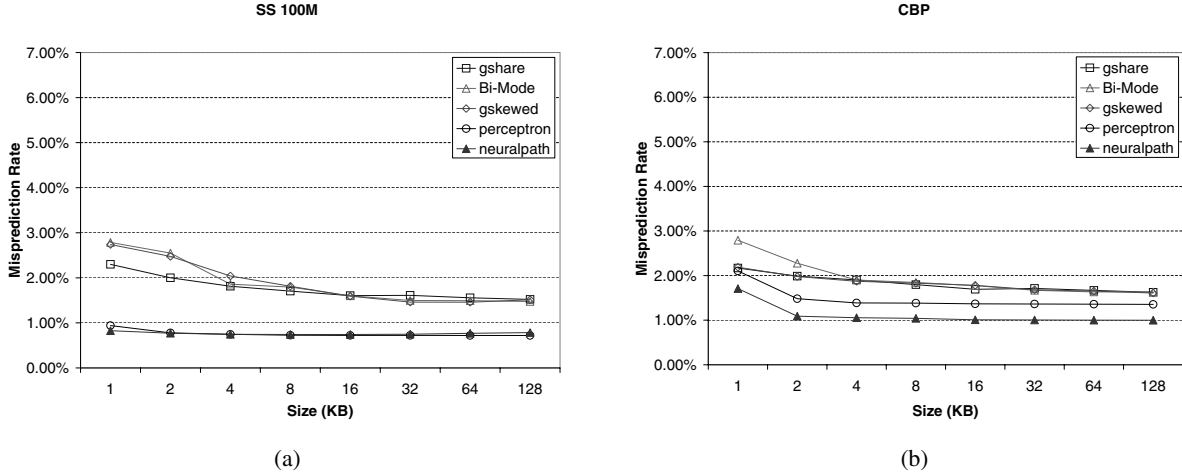 SS 100M
7.00%
6.00%
5.00%
4.00%
3.00%
2.00%
1.00%
0.00%
Misprediction Rate
gshare
Bi-Mode
gskewed
perceptron
neuralpath
1 2 4 8 16 32 64 128
Size (KB)
(a)
CBP
7.00%
6.00%
5.00%
4.00%
3.00%
2.00%
1.00%
0.00%
Misprediction Rate
gshare
Bi-Mode
gskewed
perceptron
neuralpath
1 2 4 8 16 32 64 128
Size (KB)
(b)